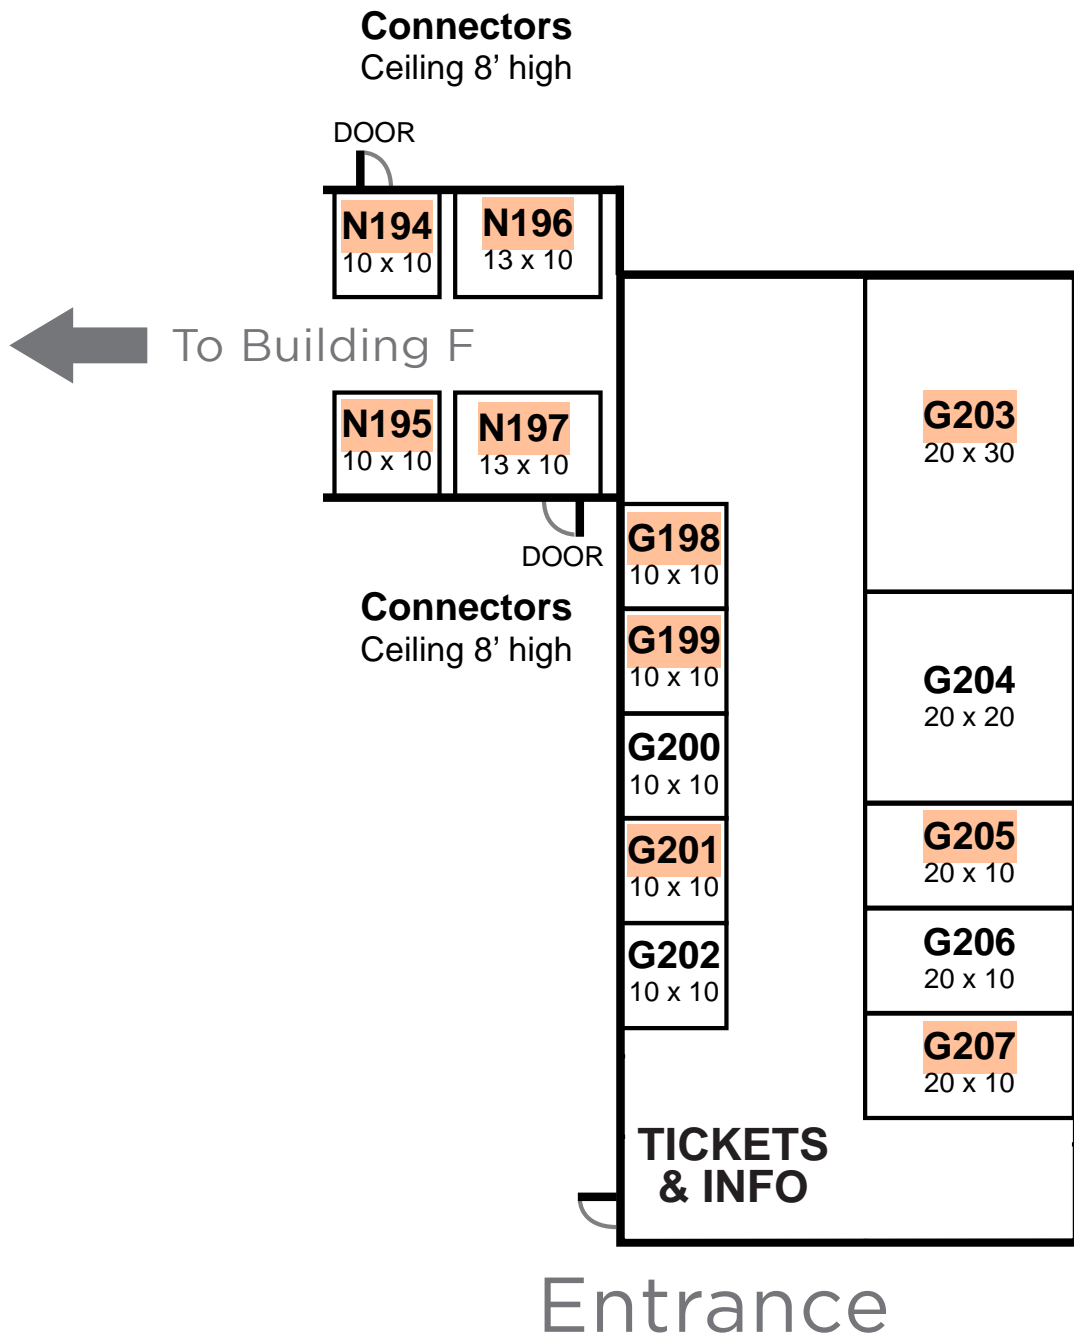 Connectors
Ceiling 8’ high
DOOR
N194
10 x 10
N196
13 x 10
To Building F
N195
10 x 10
N197
13 x 10
DOOR
Connectors
Ceiling 8’ high
G198
10 x 10
G199
10 x 10
G200
10 x 10
G201
10 x 10
G202
10 x 10
G203
20 x 30
G204
20 x 20
G205
20 x 10
G206
20 x 10
G207
20 x 10
TICKETS
& INFO
Entrance